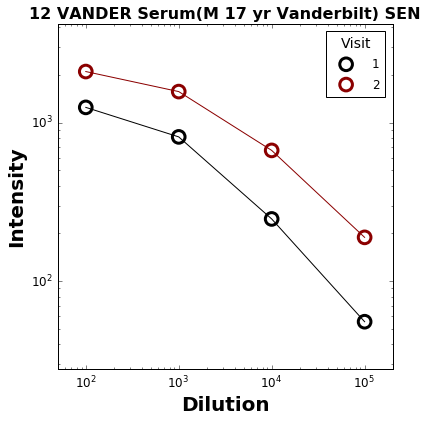 12 VANDER Serum(M 17 yr Vanderbilt) SEN
Visit
1
2
10³
10²
Intensity
10² 10³ 10⁴ 10⁵
Dilution